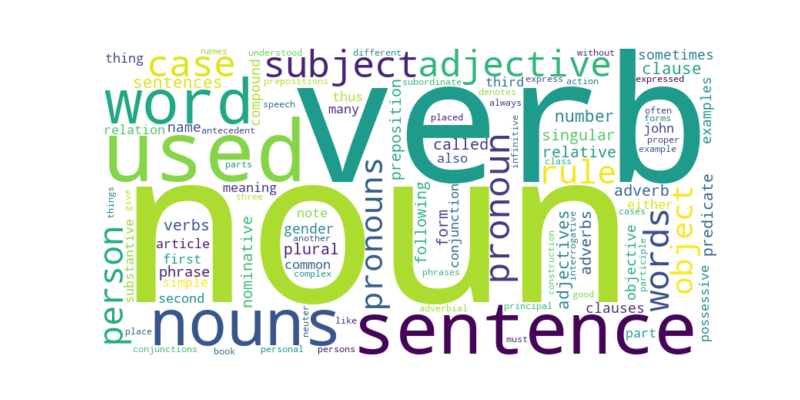 names understood different without
thing case subject adjective sometimes
sentences prepositions subordinate third express action expressed clause
compound
word used verb
thus denotes always often
speech many placed number forms john examples
relation name antecedent preposition called singular proper
parts also infinitive relative class example
meaning pronoun rule
things give three noun adverb
person substantive verbs note form conjunction following either object predicate
article gender another plural pronouns adjectives interrogative adverbs cases words
first nominative common phrases construction objective participle
phrase complex
simple good possessive
second adverbial principal clauses
place nouns neuter like sentence part
must
conjunctions book personal persons